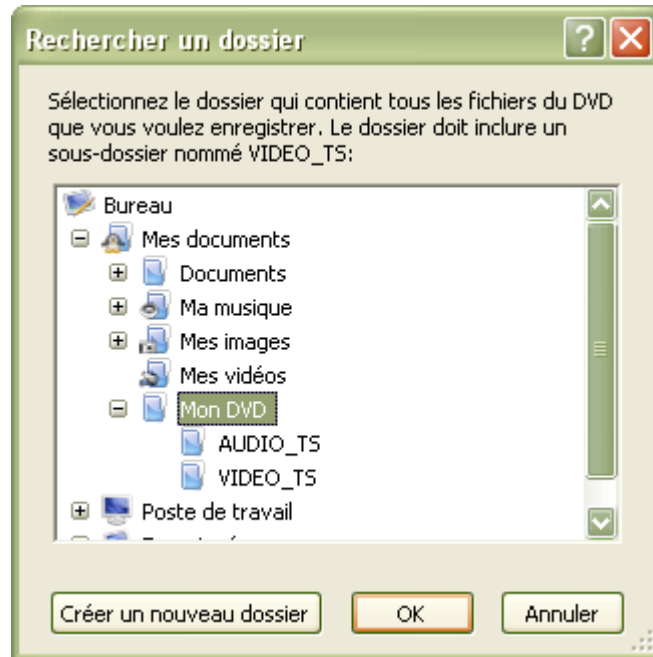 Rechercher un dossier
Sélectionnez le dossier qui contient tous les fichiers du DVD
que vous voulez enregistrer. Le dossier doit inclure un
sous-dossier nommé VIDEO_TS:
Bureau
Mes documents
Documents
Ma musique
Mes images
Mes vidéos
Mon DVD
AUDIO_TS
VIDEO_TS
Poste de travail
Créer un nouveau dossier
OK
Annuler